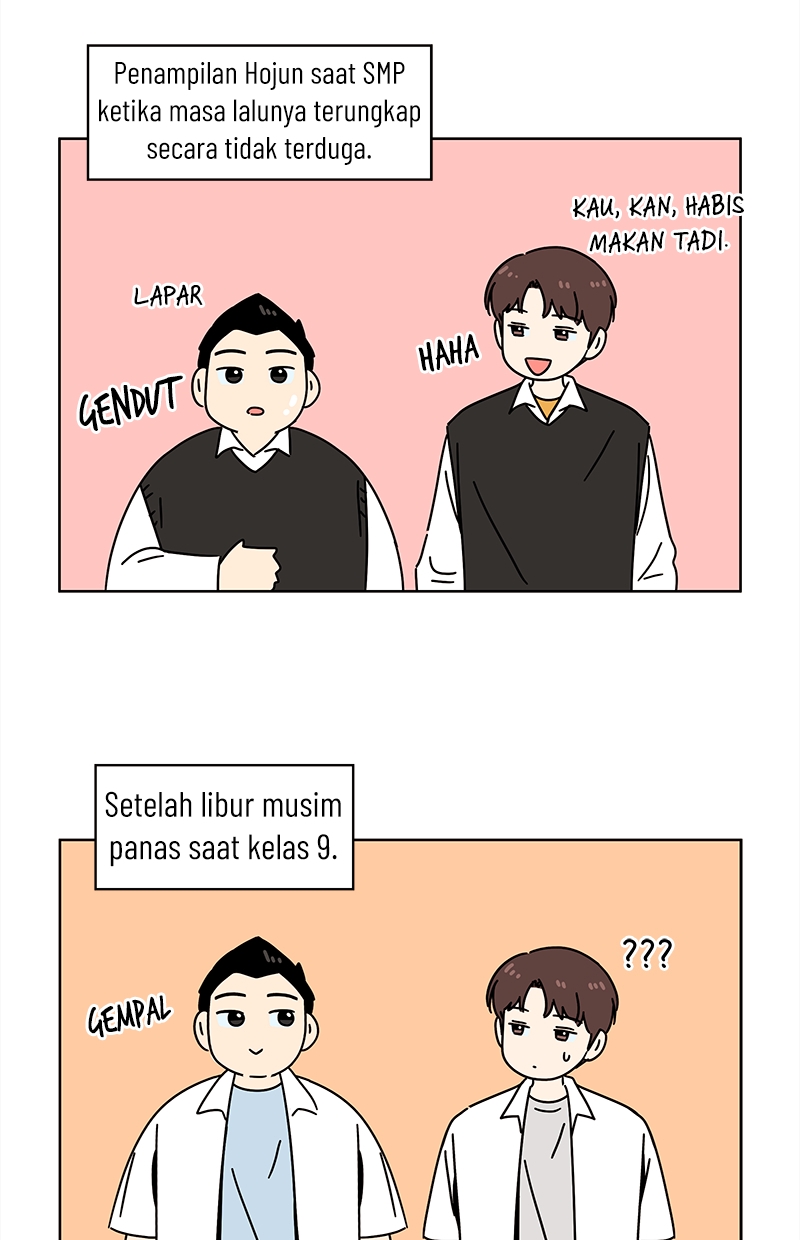 Penampilan Hojun saat SMP
ketika masa lalunya terungkap
secara tidak terduga.
KAU, KAN, HABIS
MAKAN TADI.
LAPAR
HAHA
GENDUT
Setelah libur musim
panas saat kelas 9.
???
GEMPAL